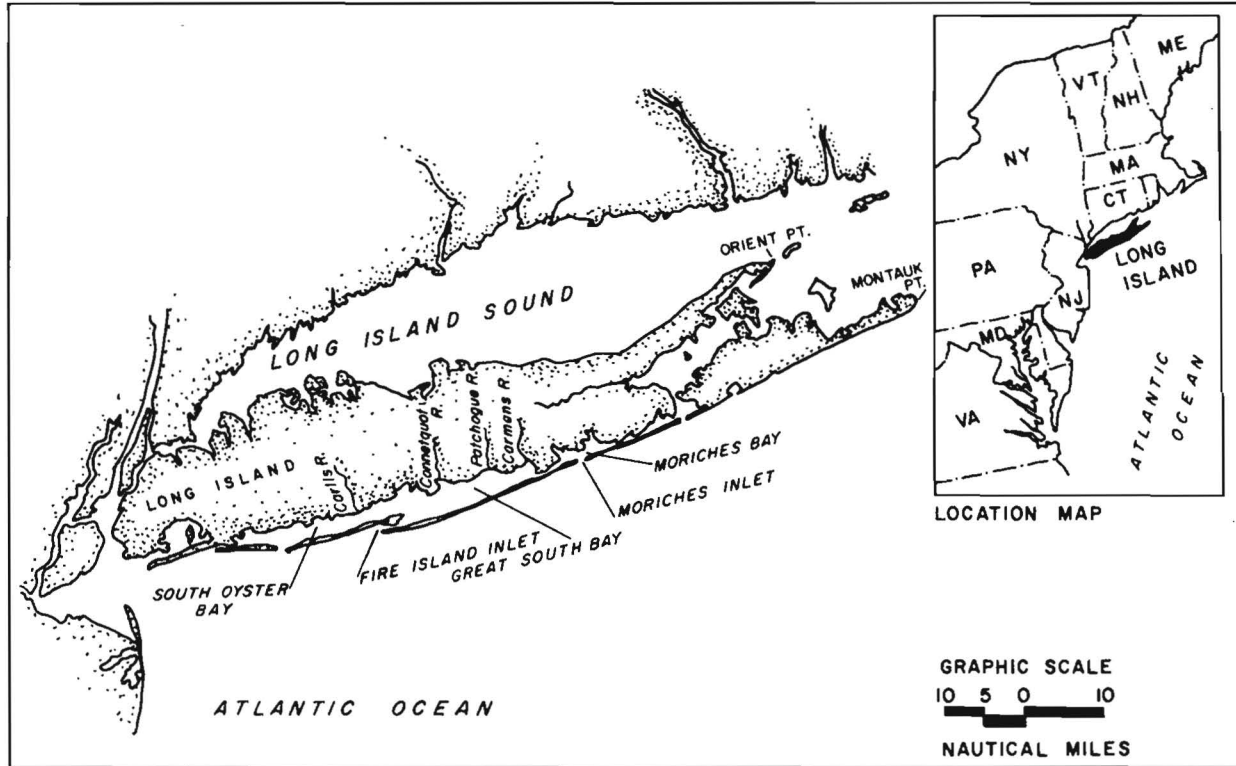 LONG ISLAND SOUND
ORIENT PT.
MONTAUK
PT.
LONG ISLAND
Carlls R.
Connetquot
R.
Patchogue R.
Carmans R.
MORICHES BAY
MORICHES INLET
FIRE ISLAND INLET
GREAT SOUTH BAY
SOUTH OYSTER
BAY
ATLANTIC OCEAN
ME
VT
NH
NY
MA
CT
LONG
ISLAND
PA
NJ
MD
VA
ATLANTIC
OCEAN
LOCATION MAP
GRAPHIC SCALE
10 5 0 10
NAUTICAL MILES